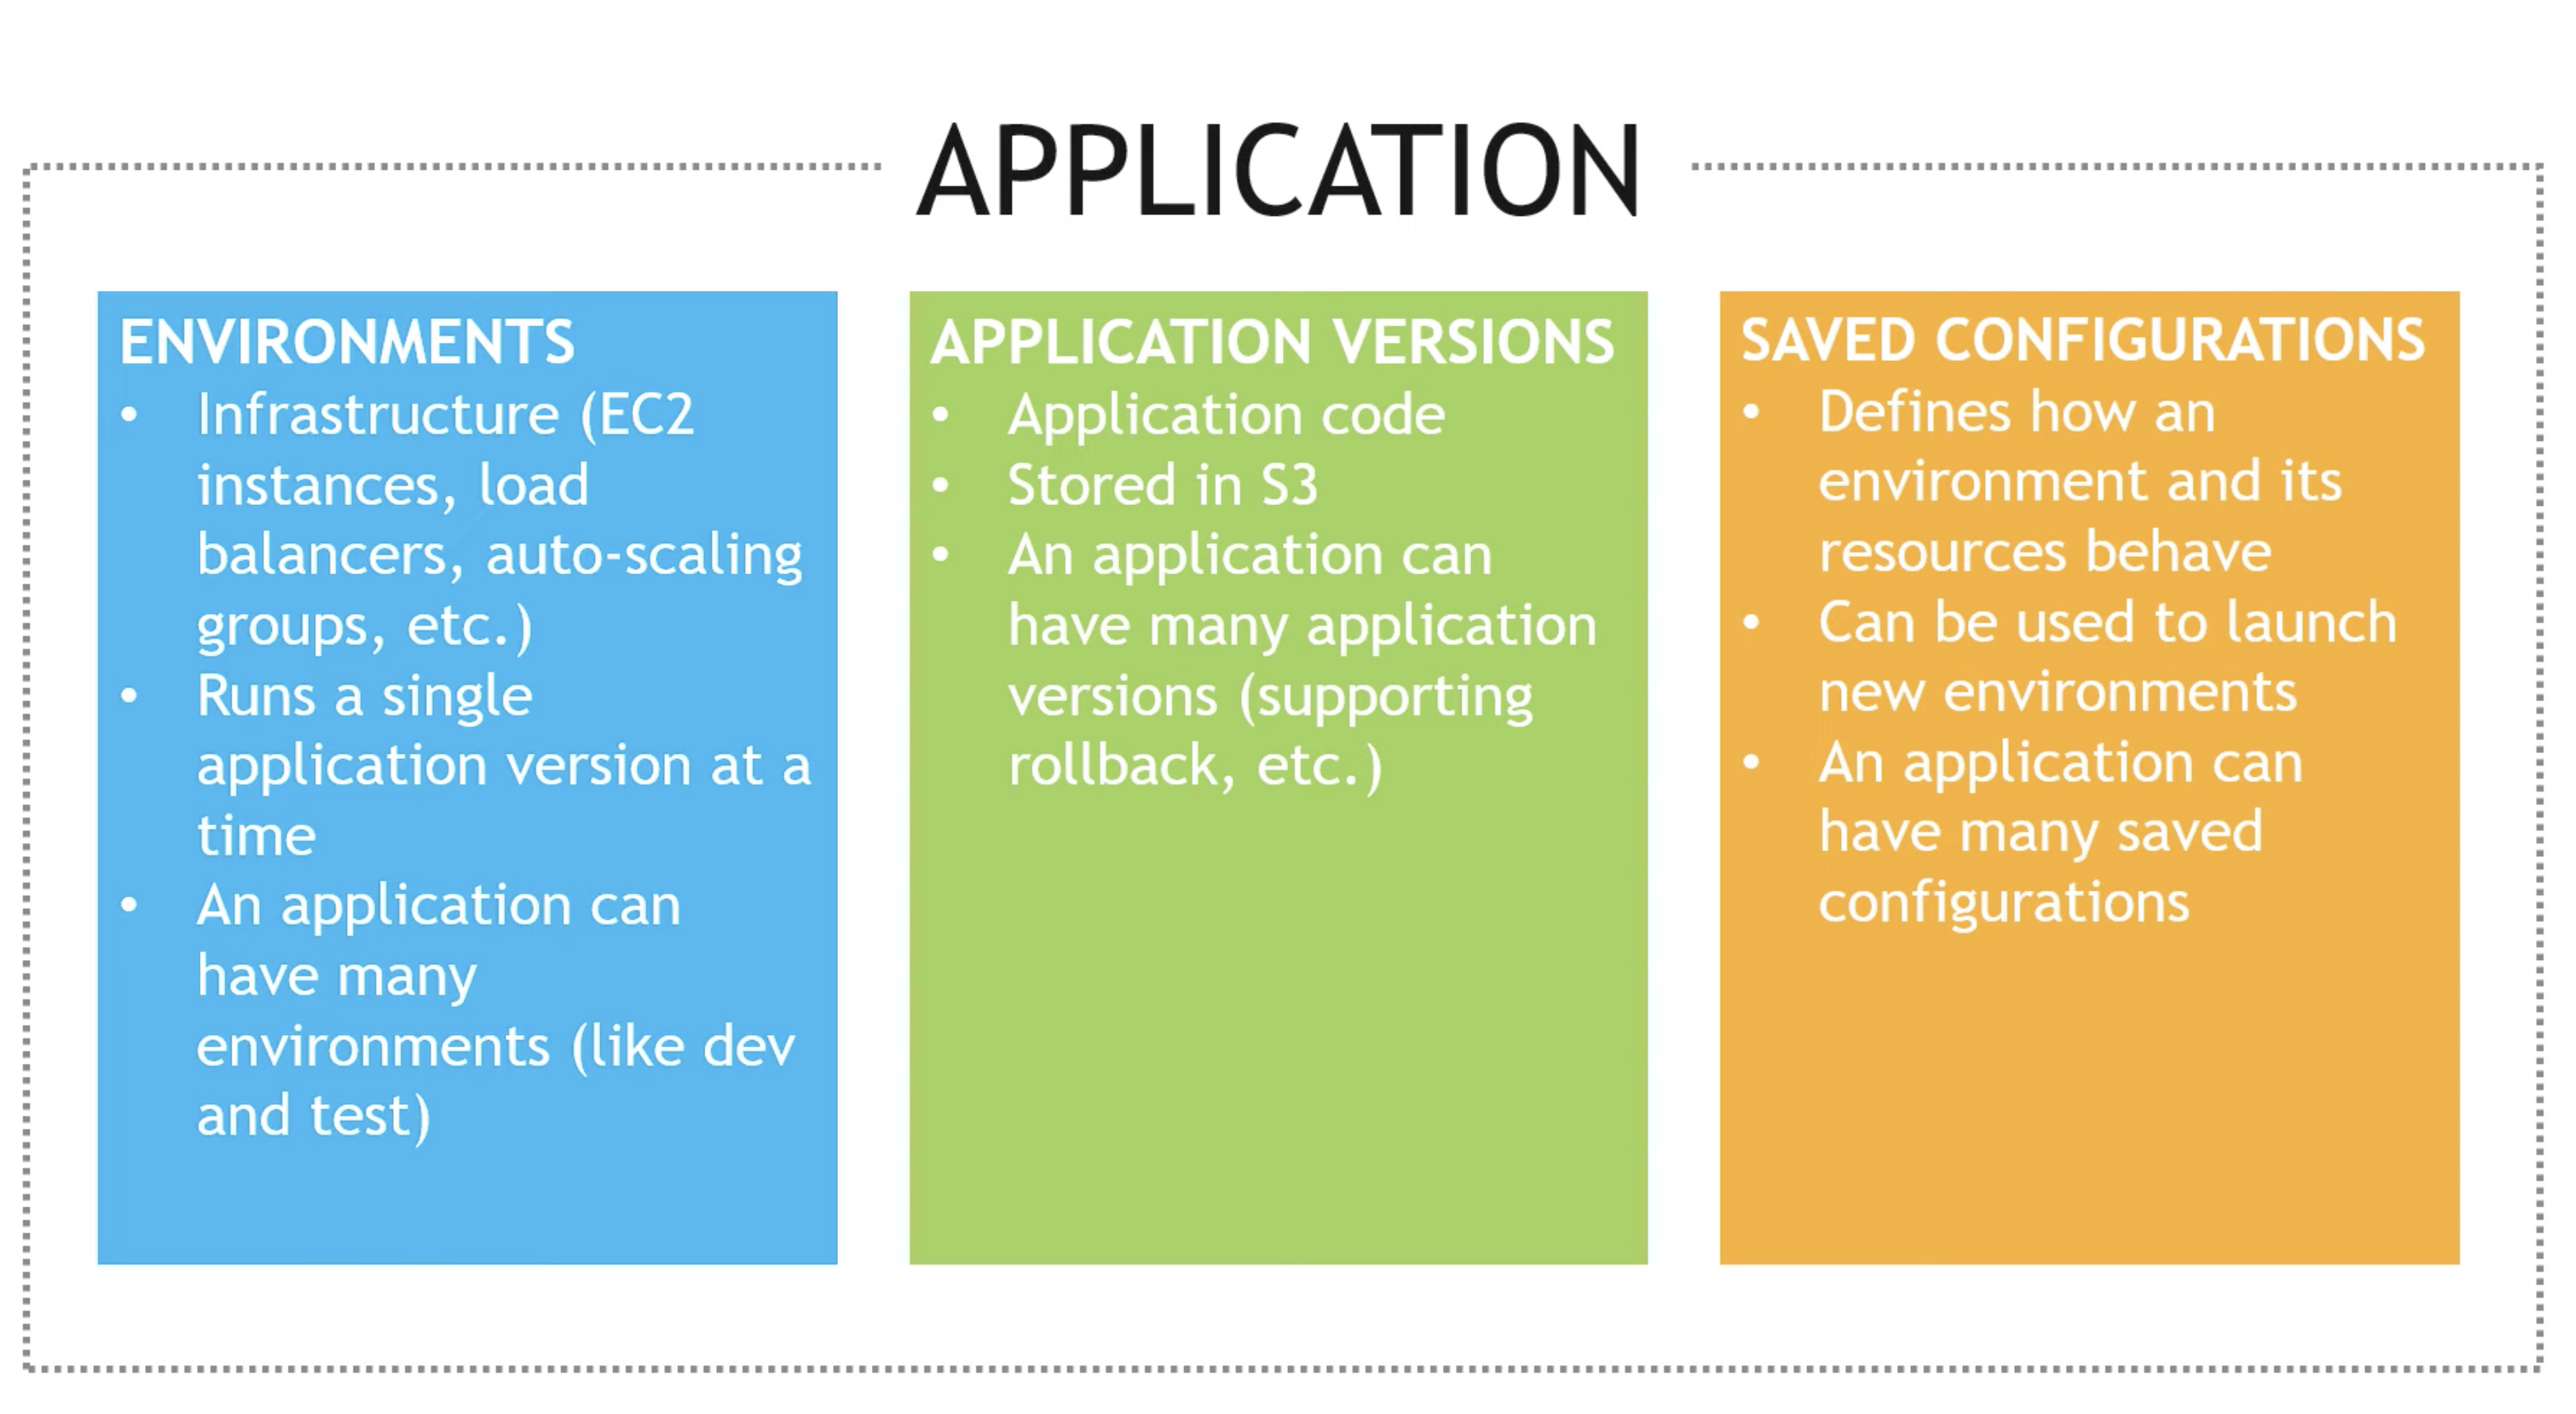 APPLICATION
ENVIRONMENTS
• Infrastructure (EC2
instances, load
balancers, auto-scaling
groups, etc.)
• Runs a single
application version at a
time
• An application can
have many
environments (like dev
and test)
APPLICATION VERSIONS
• Application code
• Stored in S3
• An application can
have many application
versions (supporting
rollback, etc.)
SAVED CONFIGURATIONS
• Defines how an
environment and its
resources behave
• Can be used to launch
new environments
• An application can
have many saved
configurations